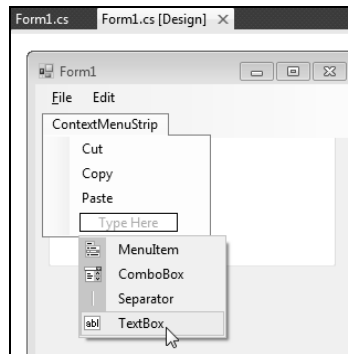 Form1.cs Form1.cs [Design]
Form1
File Edit
ContextMenuStrip
Cut
Copy
Paste
Type Here
MenuItem
ComboBox
Separator
abl TextBox